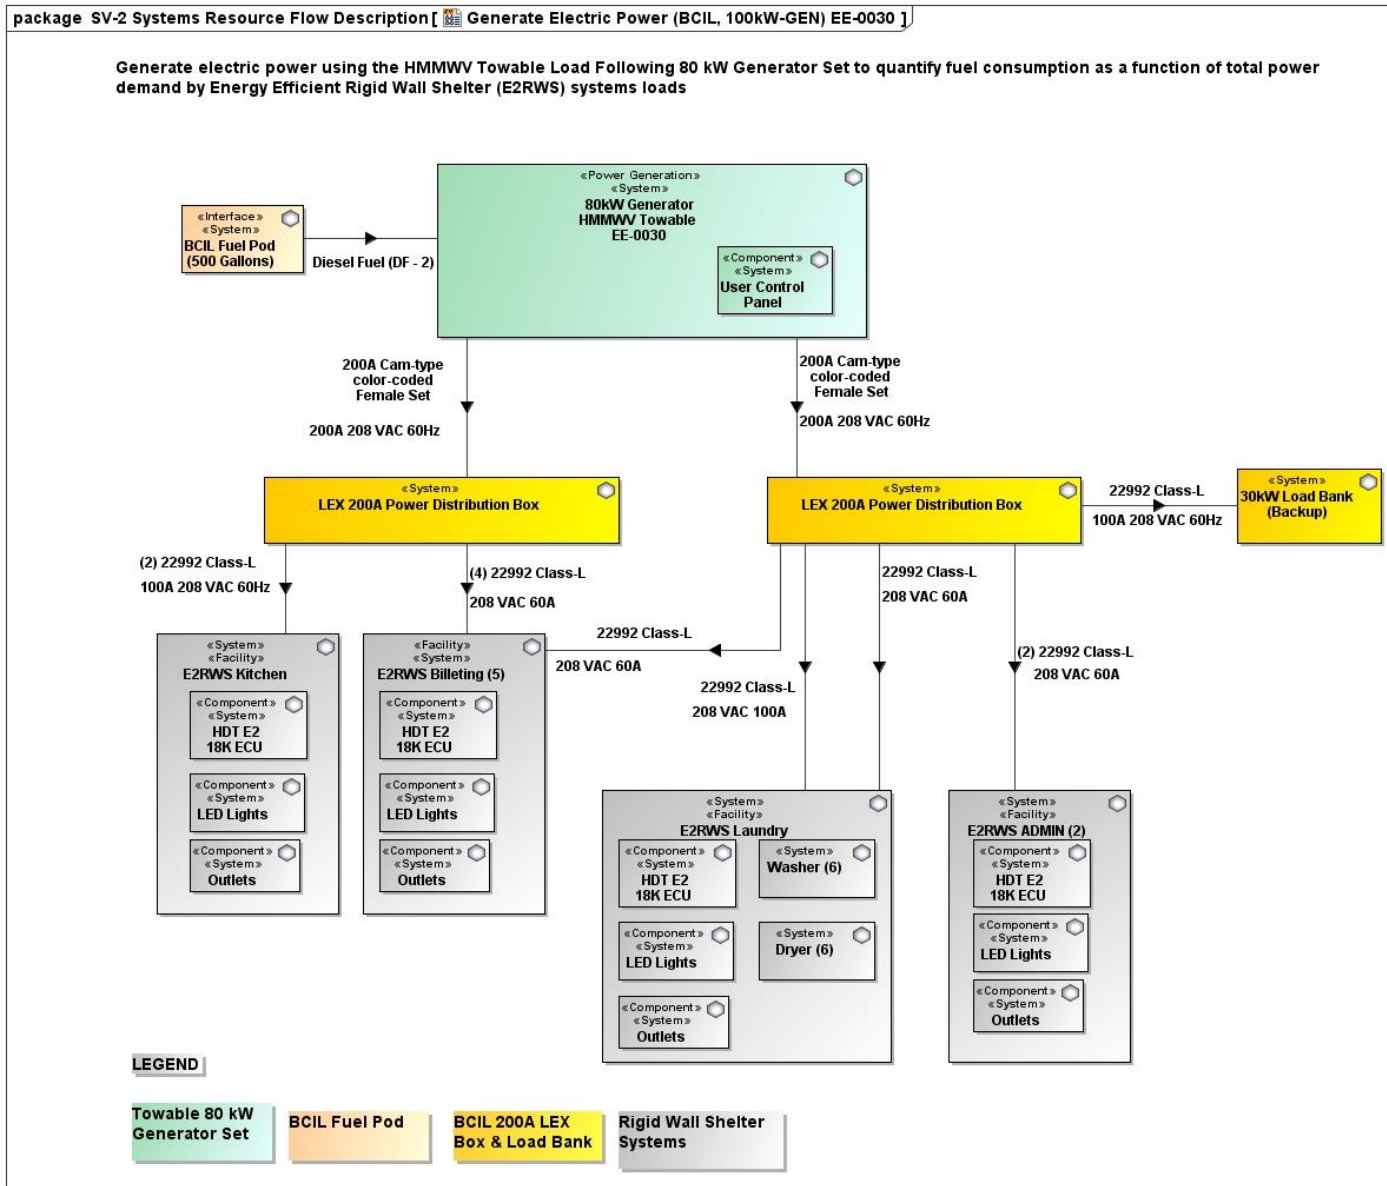 package SV-2 Systems Resource Flow Description [ Generate Electric Power (BCIL, 100kW-GEN) EE-0030 ]
Generate electric power using the HMMWV Towable Load Following 80 kW Generator Set to quantify fuel consumption as a function of total power
demand by Energy Efficient Rigid Wall Shelter (E2RWS) systems loads
«Power Generation»
«System»
80kW Generator
HMMWV Towable
EE-0030
«Component»
«System»
User Control
Panel
«Interface»
«System»
BCIL Fuel Pod
(500 Gallons)
Diesel Fuel (DF - 2)
200A Cam-type
color-coded
Female Set
200A 208 VAC 60Hz
200A Cam-type
color-coded
Female Set
200A 208 VAC 60Hz
«System»
LEX 200A Power Distribution Box
«System»
LEX 200A Power Distribution Box
22992 Class-L
100A 208 VAC 60Hz
«System»
30kW Load Bank
(Backup)
(2) 22992 Class-L
100A 208 VAC 60Hz
(4) 22992 Class-L
208 VAC 60A
22992 Class-L
208 VAC 60A
22992 Class-L
208 VAC 100A
22992 Class-L
208 VAC 60A
(2) 22992 Class-L
208 VAC 60A
«System»
«Facility»
E2RWS Kitchen
«Component»
«System»
HDT E2
18K ECU
«Component»
«System»
LED Lights
«Component»
«System»
Outlets
«Facility»
«System»
E2RWS Billeting (5)
«Component»
«System»
HDT E2
18K ECU
«Component»
«System»
LED Lights
«Component»
«System»
Outlets
«System»
«Facility»
E2RWS Laundry
«Component»
«System»
HDT E2
18K ECU
«System»
Washer (6)
«Component»
«System»
LED Lights
«System»
Dryer (6)
«Component»
«System»
Outlets
«System»
«Facility»
E2RWS ADMIN (2)
«Component»
«System»
HDT E2
18K ECU
«Component»
«System»
LED Lights
«Component»
«System»
Outlets
LEGEND
Towable 80 kW
Generator Set
BCIL Fuel Pod
BCIL 200A LEX
Box & Load Bank
Rigid Wall Shelter
Systems